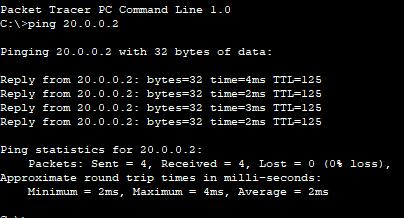 Packet Tracer PC Command Line 1.0
C:\>ping 20.0.0.2
Pinging 20.0.0.2 with 32 bytes of data:
Reply from 20.0.0.2: bytes=32 time=4ms TTL=125
Reply from 20.0.0.2: bytes=32 time=2ms TTL=125
Reply from 20.0.0.2: bytes=32 time=3ms TTL=125
Reply from 20.0.0.2: bytes=32 time=2ms TTL=125
Ping statistics for 20.0.0.2:
Packets: Sent = 4, Received = 4, Lost = 0 (0% loss),
Approximate round trip times in milli-seconds:
Minimum = 2ms, Maximum = 4ms, Average = 2ms